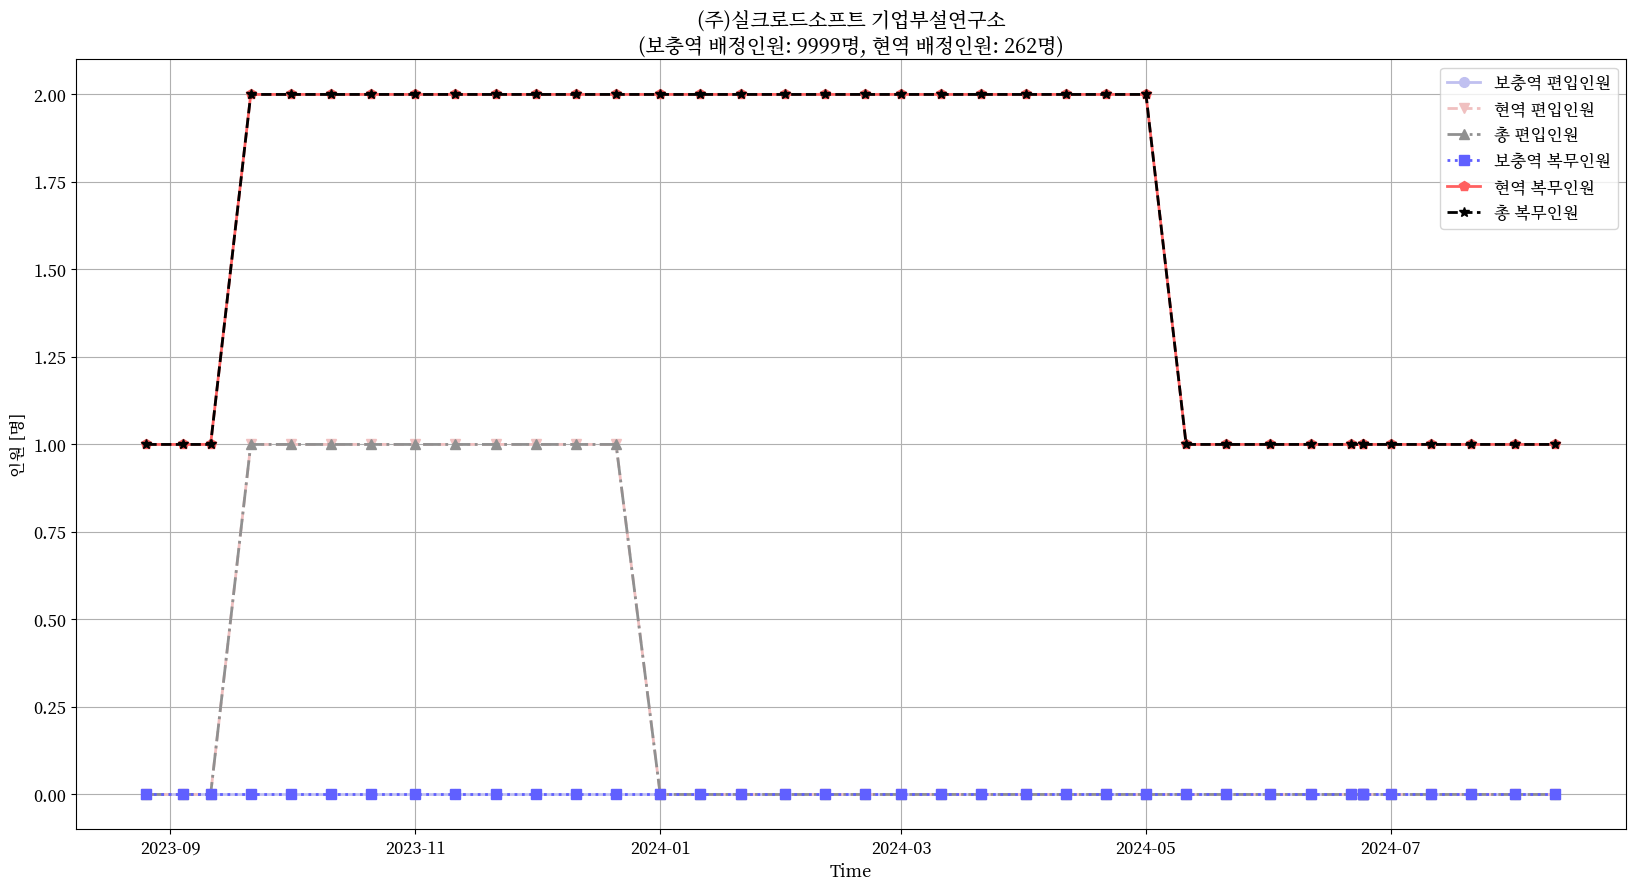 (주)실크로드소프트 기업부설연구소
(보충역 배정인원: 9999명, 현역 배정인원: 262명)
보충역 편입인원
현역 편입인원
총 편입인원
보충역 복무인원
현역 복무인원
총 복무인원
인원 [명]
2.00
1.75
1.50
1.25
1.00
0.75
0.50
0.25
0.00
2023-09 2023-11 2024-01 2024-03 2024-05 2024-07
Time